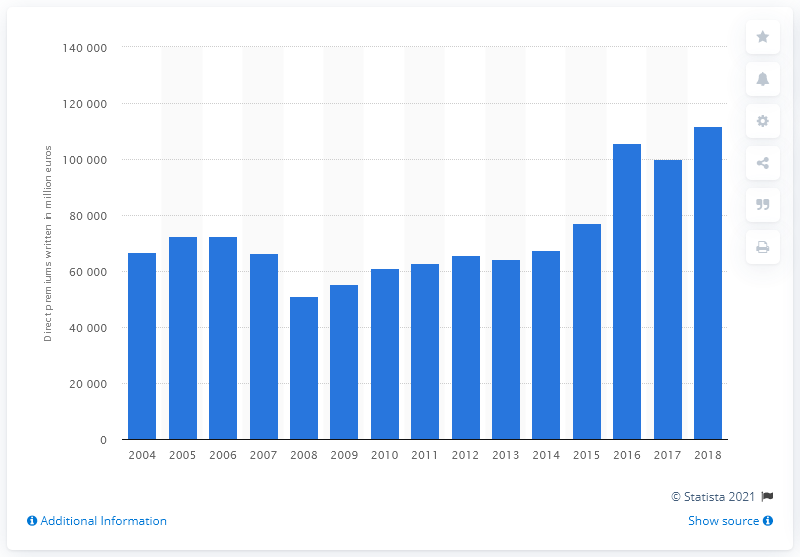 140 000
120 000
100 000
80 000
60 000
40 000
20 000
0
Direct premiums written in million euros
2004 2005 2006 2007 2008 2009 2010 2011 2012 2013 2014 2015 2016 2017 2018
© Statista 2021
Additional Information
Show source